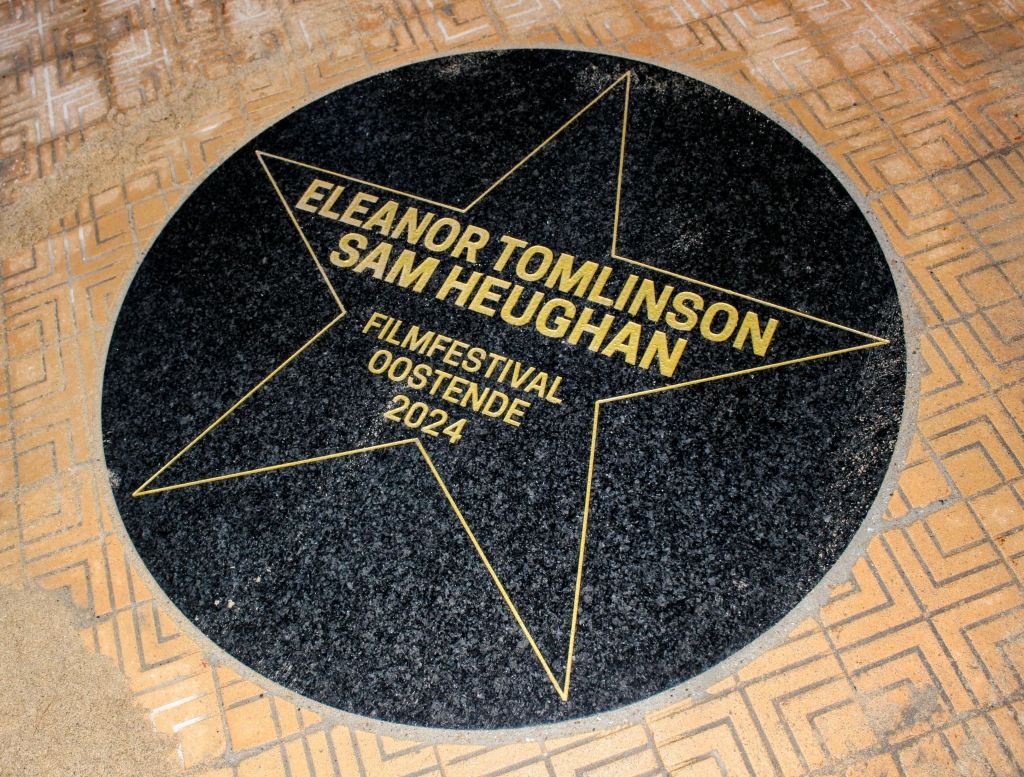 ELEANOR TOMLINSON
SAM HEUGHAN
FILMFESTIVAL
OOSTENDE
2024